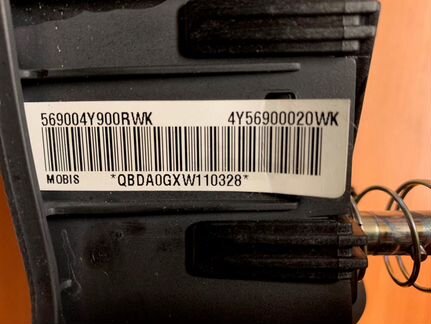 569004Y900RWK 4Y56900020WK
MOBIS *QBDA0GXW110328*